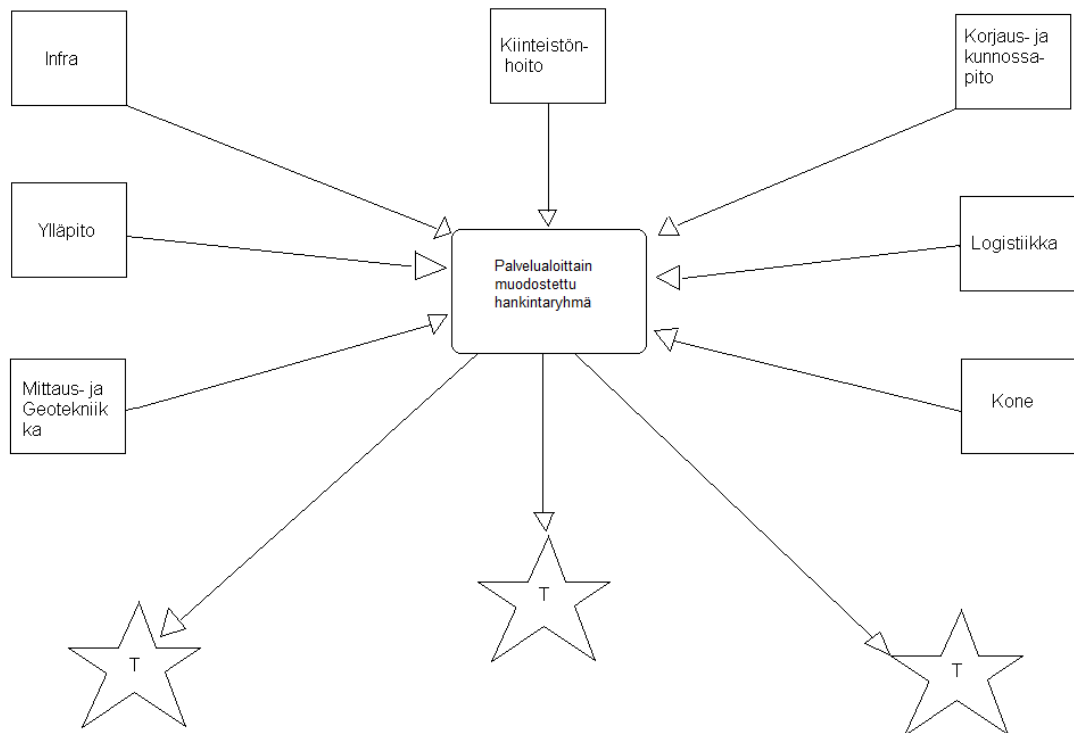 Infra
Kiinteistön-
hoito
Korjaus- ja
kunnossa-
pito
Ylläpito
Palvelualoittain
muodostettu
hankintaryhmä
Logistiikka
Mittaus- ja
Geotekniik
ka
Kone
T
T
T